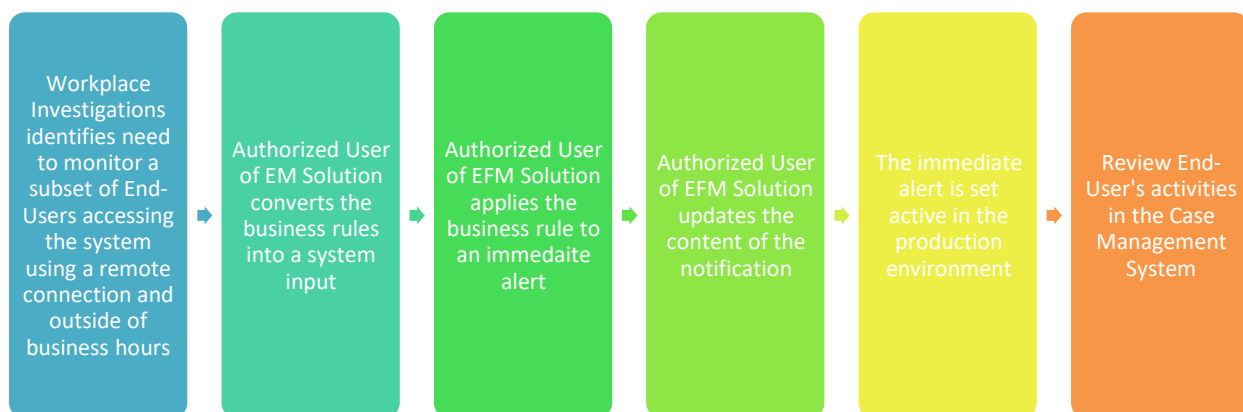 Workplace
Investigations
identifies need
to monitor a
subset of End-
Users accessing
the system
using a remote
connection and
outside of
business hours
Authorized User
of EM Solution
converts the
business rules
into a system
input
Authorized User
of EFM Solution
applies the
business rule to
an immedaite
alert
Authorized User
of EFM Solution
updates the
content of the
notification
The immediate
alert is set
active in the
production
environment
Review End-
User's activities
in the Case
Management
System